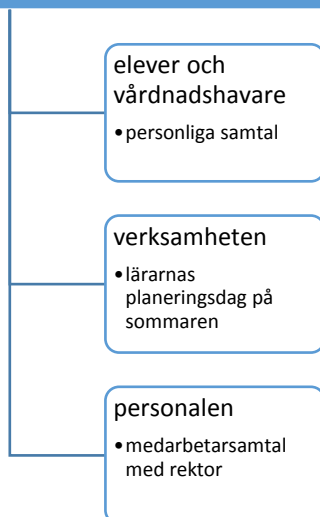 elever och
vårdnadshavare
•personliga samtal
verksamheten
•lärarnas
planeringsdag på
sommaren
personalen
•medarbetarsamtal
med rektor